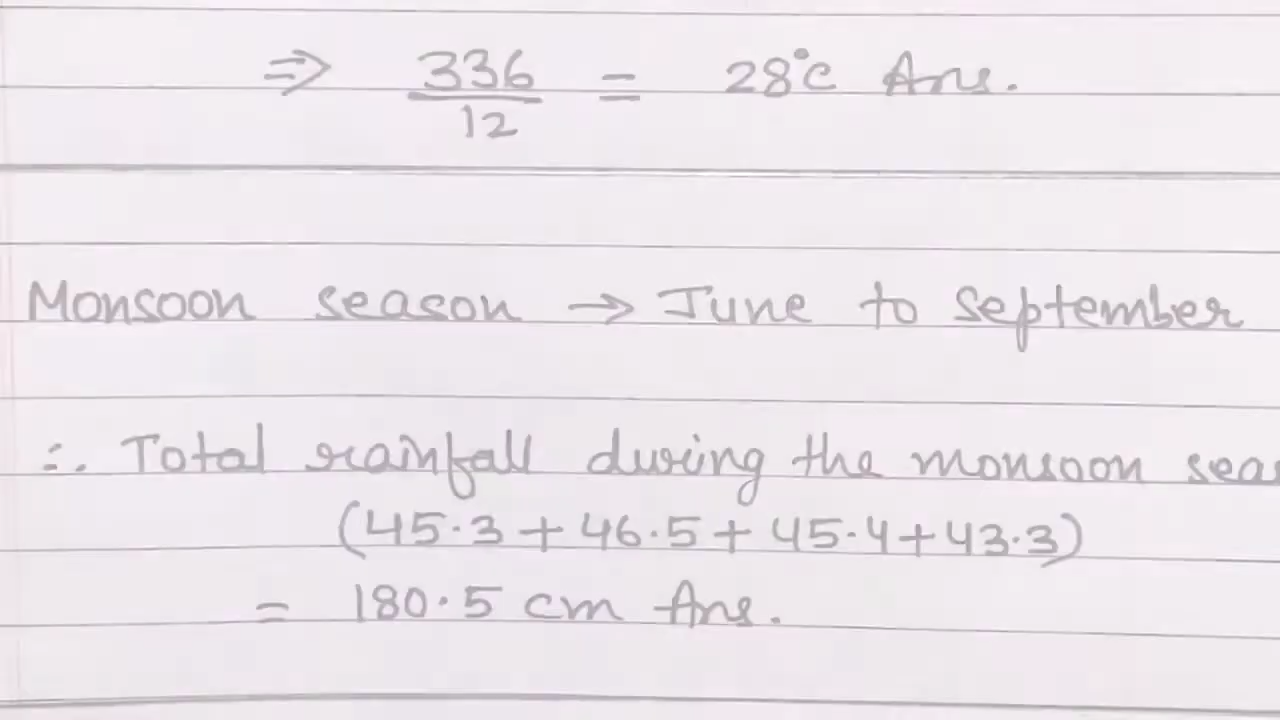 ⇒ 336/12 = 28°C Ans.
Monsoon season → June to september
∴ Total rainfall during the monsoon seas
(45.3 + 46.5 + 45.4 + 43.3)
= 180.5 cm Ans.